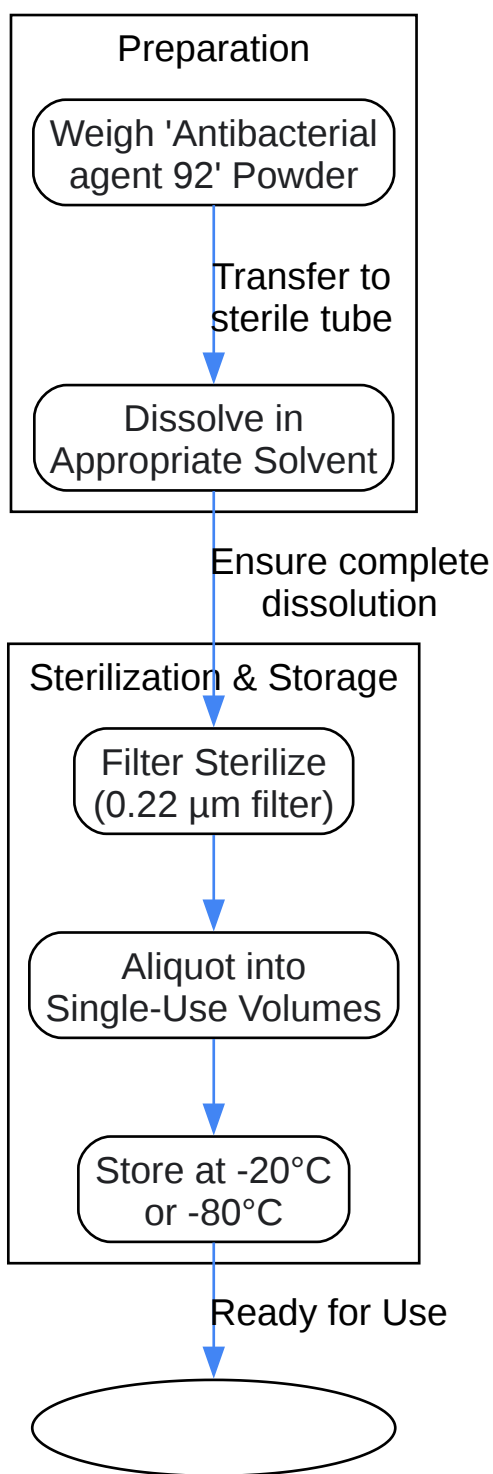 Preparation
Weigh 'Antibacterial
agent 92' Powder
Transfer to
sterile tube
Dissolve in
Appropriate Solvent
Ensure complete
dissolution
Sterilization & Storage
Filter Sterilize
(0.22 µm filter)
Aliquot into
Single-Use Volumes
Store at -20°C
or -80°C
Ready for Use